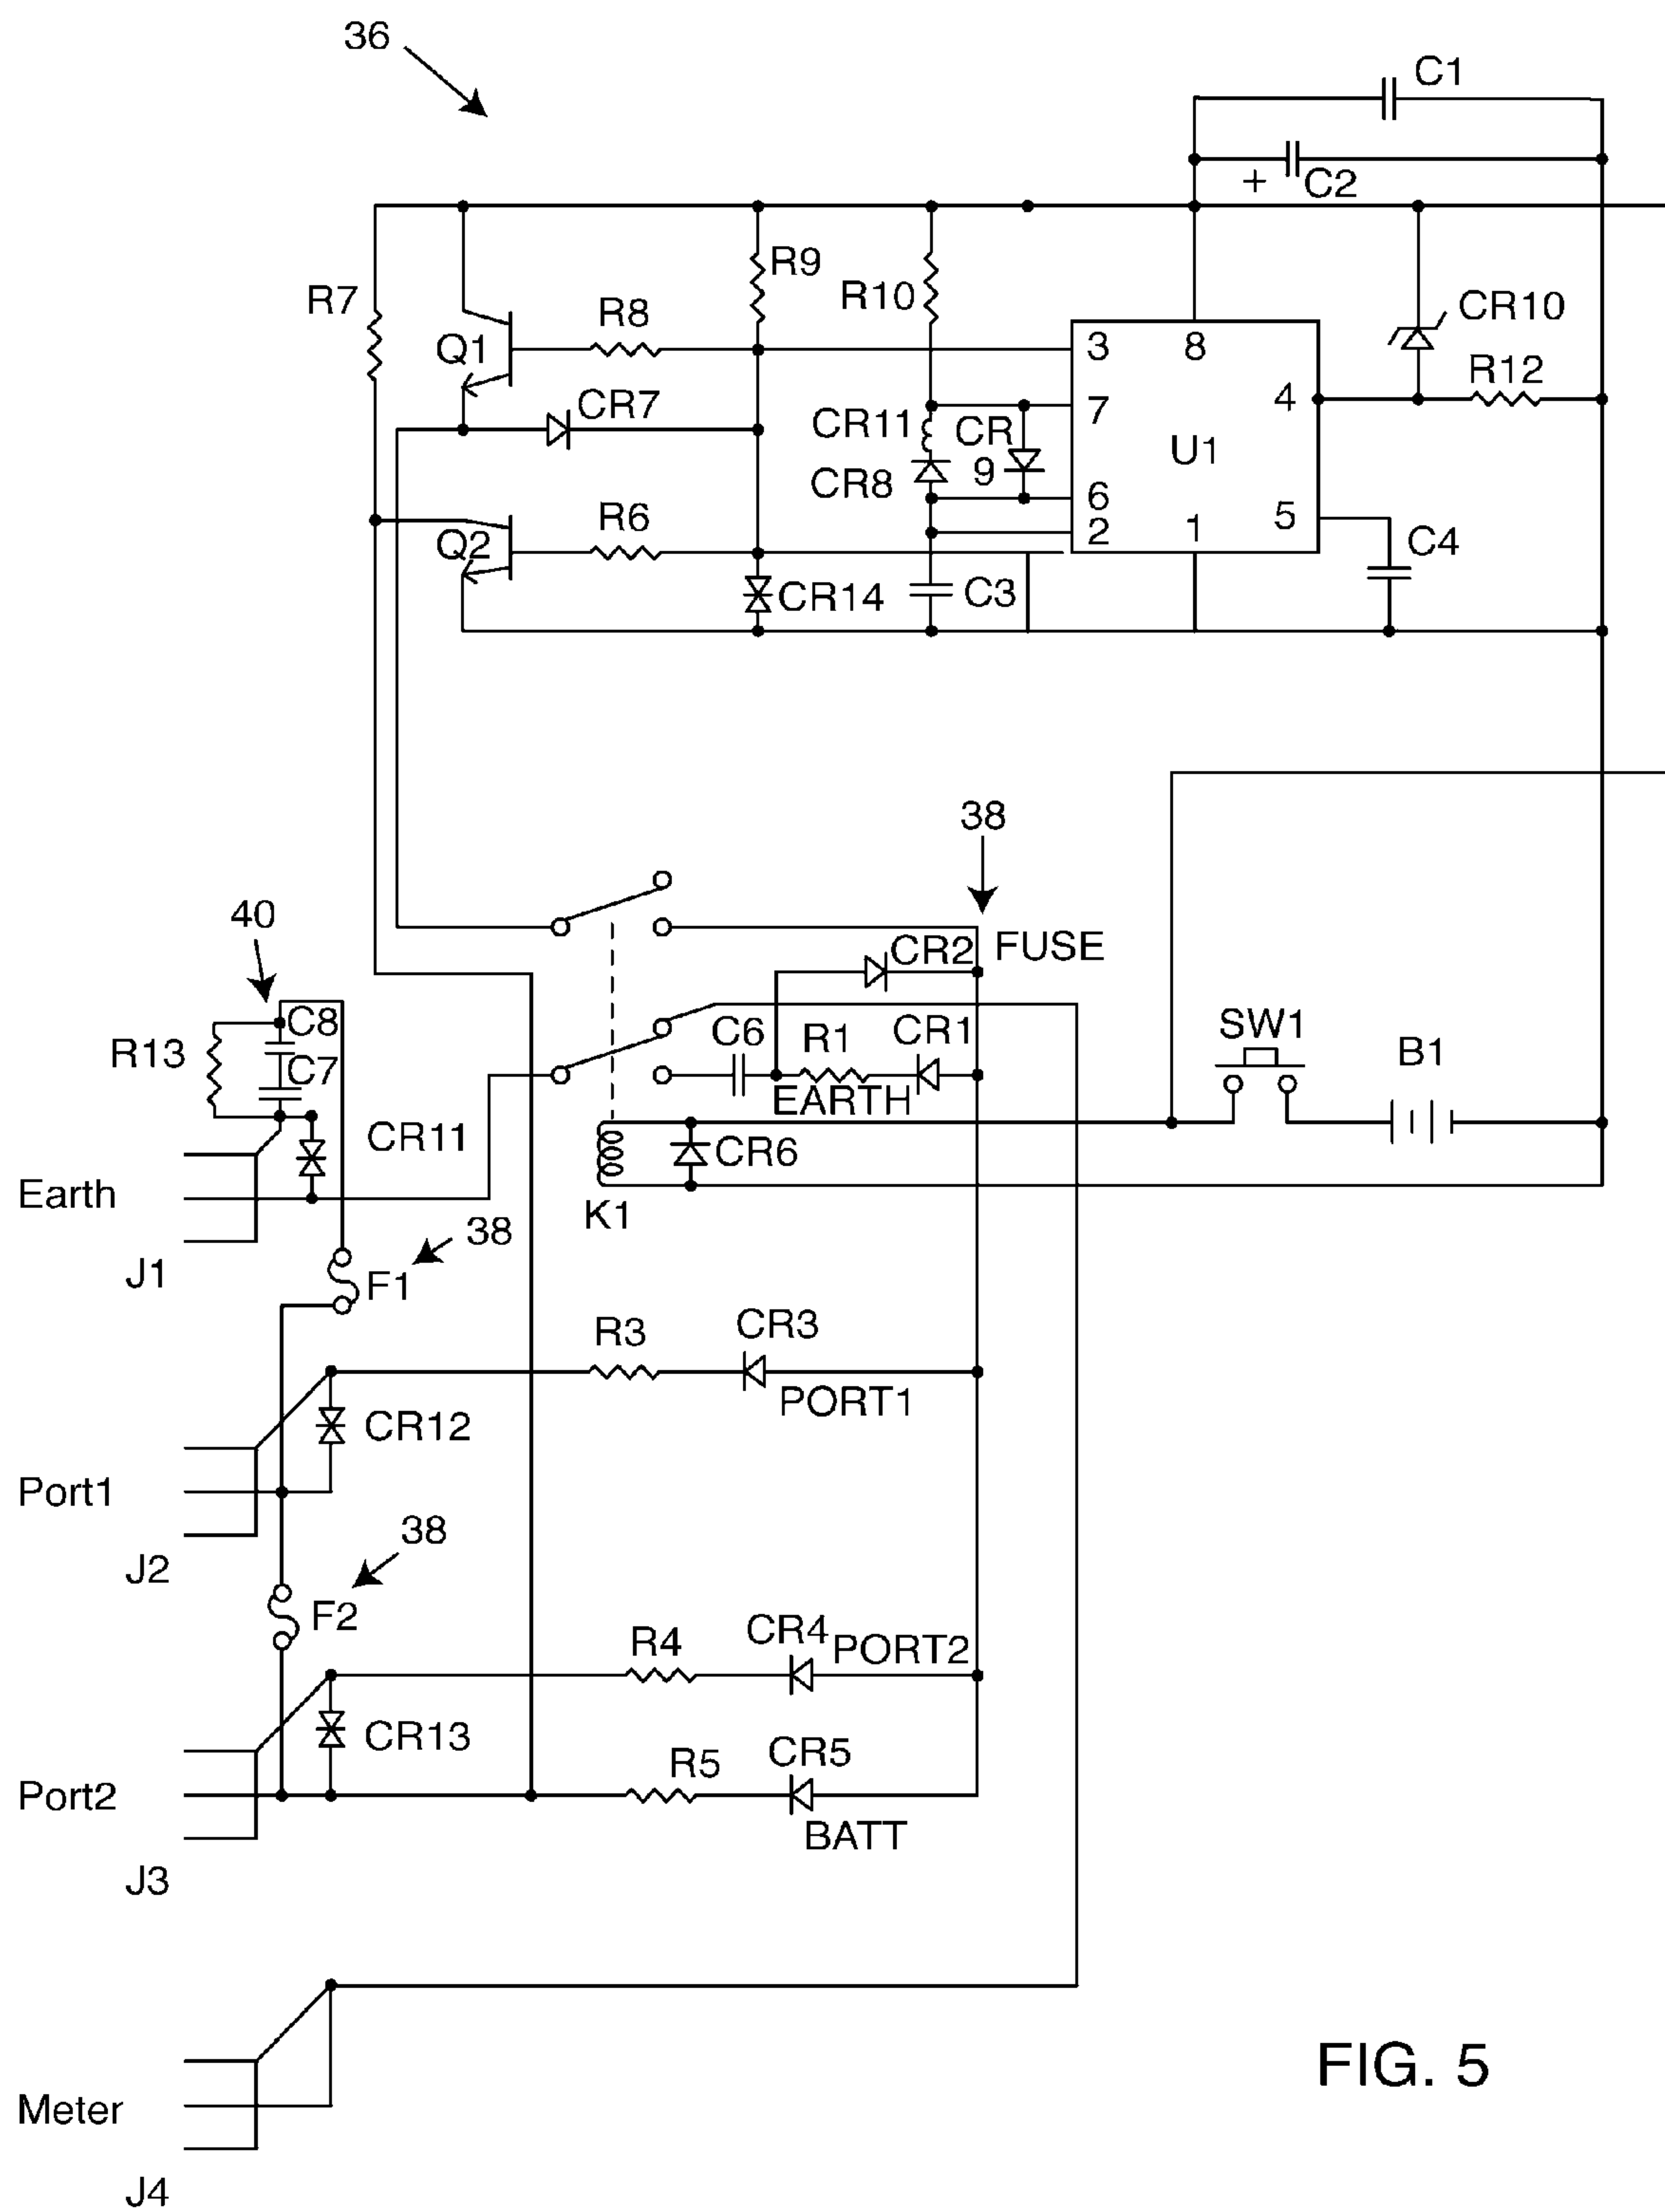 36
C1
+ C2
R9
R10
R7
R8
CR10
3 8
Q1
R12
CR7
7
4
CR11
CR
9
U1
CR8
6
R6
2
1
5
Q2
C4
CR14
C3
38
40
CR2
FUSE
C8
C6
R1
CR1
SW1
R13
B1
C7
EARTH
CR11
CR6
Earth
K1
38
J1
F1
R3
CR3
PORT1
CR12
Port1
38
J2
F2
R4
CR4
PORT2
CR13
R5
CR5
Port2
BATT
J3
FIG. 5
Meter
J4